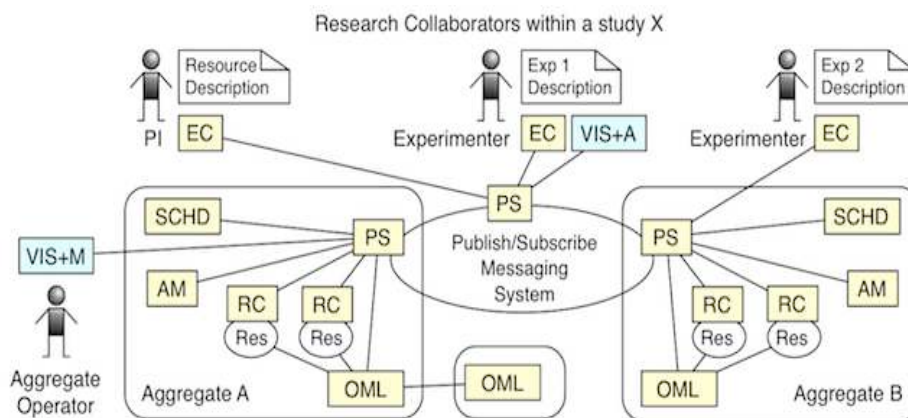 Research Collaborators within a study X
Resource
Description
Exp 1
Description
Exp 2
Description
PI
EC
Experimenter
EC
VIS+A
Experimenter
EC
PS
SCHD
PS
Publish/Subscribe
Messaging
System
PS
SCHD
VIS+M
AM
RC
RC
RC
RC
AM
Res
Res
Res
Res
Aggregate
Operator
Aggregate A
OML
OML
OML
Aggregate B